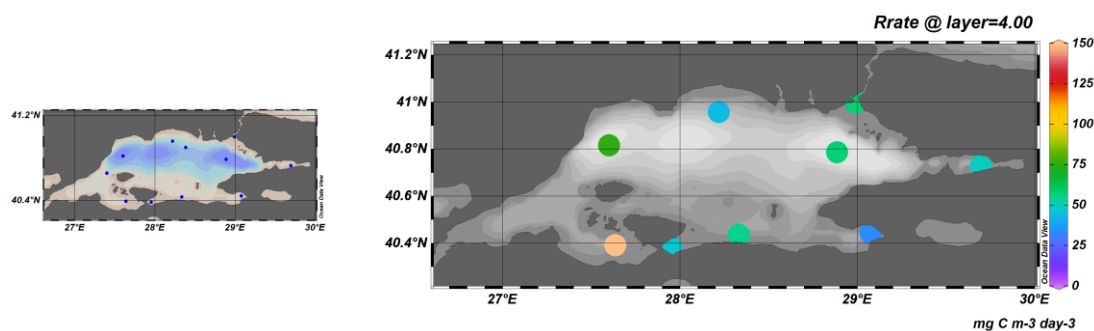 Rrate @ layer=4.00
41.2°N
40.4°N
27°E
28°E
29°E
30°E
Ocean Data View
41.2°N
41°N
40.8°N
40.6°N
40.4°N
27°E
28°E
29°E
30°E
Ocean Data View
150
125
100
75
50
25
0
mg C m-3 day-3